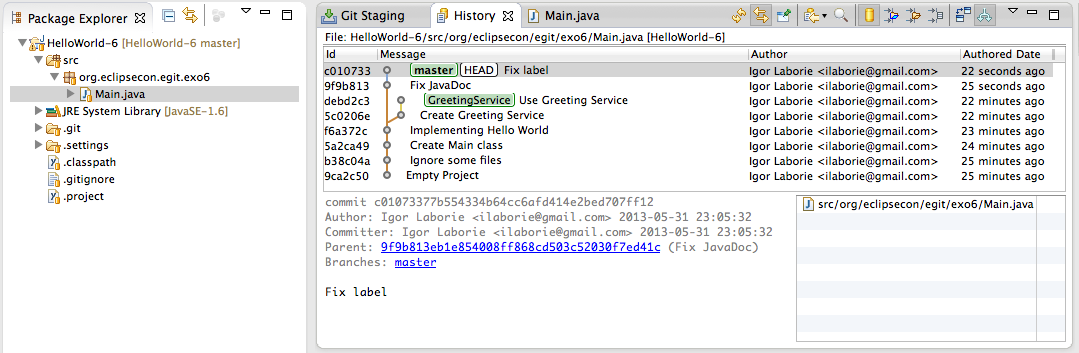 Package Explorer
HelloWorld-6 [HelloWorld-6 master]
src
org.eclipsecon.egit.exo6
Main.java
JRE System Library [JavaSE-1.6]
.git
.settings
.classpath
.gitignore
.project
Git Staging History Main.java
File: HelloWorld-6/src/org/eclipsecon/egit/exo6/Main.java [HelloWorld-6]
Id Message Author Authored Date
c010733 master HEAD Fix label Igor Laborie <ilaborie@gmail.com> 22 seconds ago
9f9b813 Fix JavaDoc Igor Laborie <ilaborie@gmail.com> 25 seconds ago
debd2c3 GreetingService Use Greeting Service Igor Laborie <ilaborie@gmail.com> 22 minutes ago
5c0206e Create Greeting Service Igor Laborie <ilaborie@gmail.com> 22 minutes ago
f6a372c Implementing Hello World Igor Laborie <ilaborie@gmail.com> 23 minutes ago
5a2ca49 Create Main class Igor Laborie <ilaborie@gmail.com> 24 minutes ago
b38c04a Ignore some files Igor Laborie <ilaborie@gmail.com> 25 minutes ago
9ca2c50 Empty Project Igor Laborie <ilaborie@gmail.com> 25 minutes ago
commit c01073377b554334b64cc6afd414e2bed707ff12
Author: Igor Laborie <ilaborie@gmail.com> 2013-05-31 23:05:32
Committer: Igor Laborie <ilaborie@gmail.com> 2013-05-31 23:05:32
Parent: 9f9b813eb1e854008ff868cd503c52030f7ed41c (Fix JavaDoc)
Branches: master
Fix label
src/org/eclipsecon/egit/exo6/Main.java